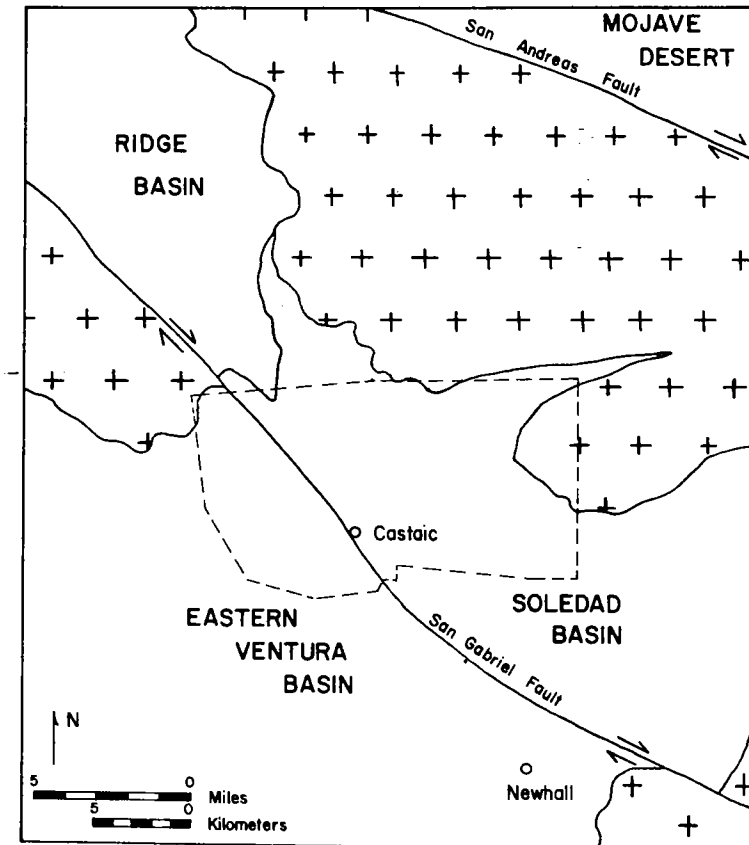 MOJAVE
DESERT
San Andreas Fault
RIDGE
BASIN
Castaic
SOLEDAD
BASIN
EASTERN
VENTURA
BASIN
San Gabriel Fault
N
Newhall
5 0
Miles
5 0
Kilometers